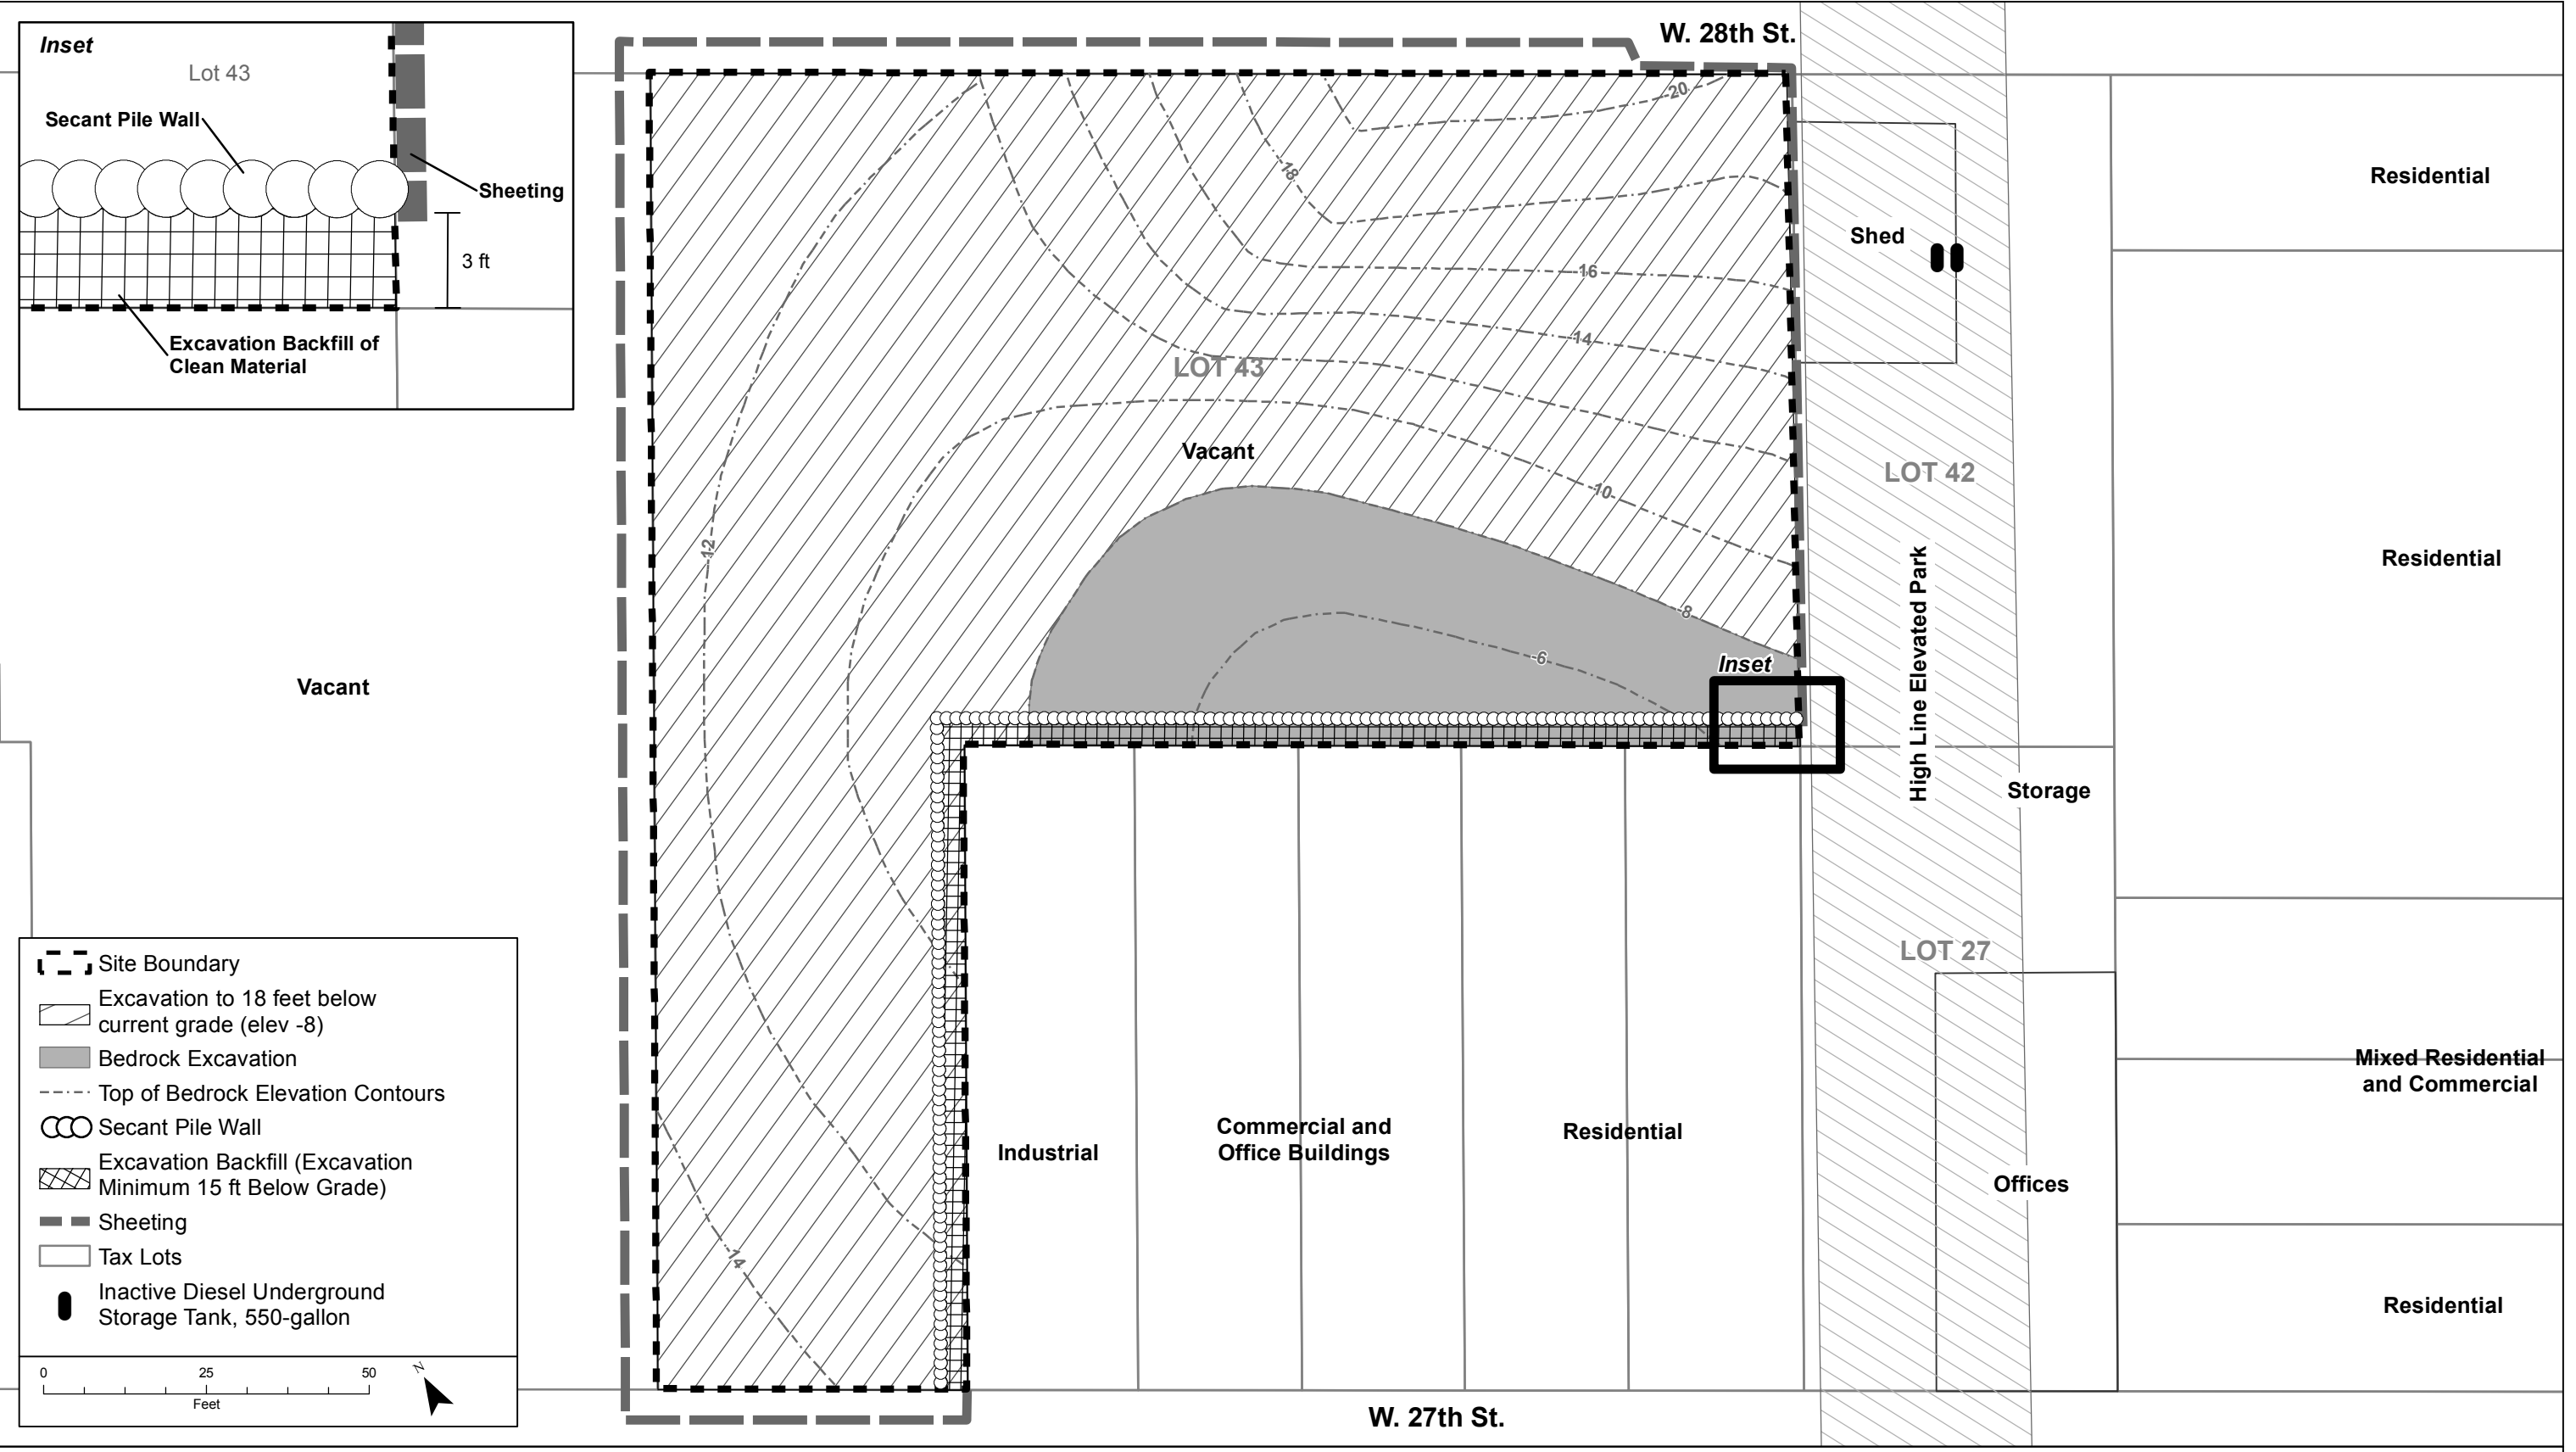 Inset
Lot 43
Secant Pile Wall
Sheeting
3 ft
Excavation Backfill of
Clean Material
W. 28th St.
-20
18
-16
-14
LOT 43
Vacant
-10
-8
-6
12
14
Inset
Shed
LOT 42
High Line Elevated Park
Storage
LOT 27
Offices
Residential
Residential
Mixed Residential
and Commercial
Residential
Vacant
Industrial
Commercial and
Office Buildings
Residential
W. 27th St.
Site Boundary
Excavation to 18 feet below
current grade (elev -8)
Bedrock Excavation
Top of Bedrock Elevation Contours
Secant Pile Wall
Excavation Backfill (Excavation
Minimum 15 ft Below Grade)
Sheeting
Tax Lots
Inactive Diesel Underground
Storage Tank, 550-gallon
0 25 50
Feet
N